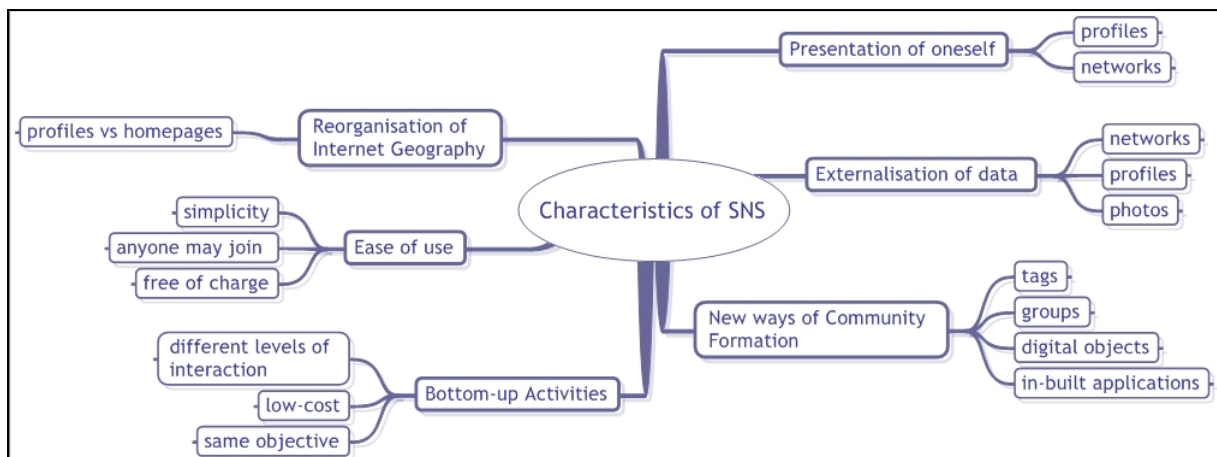 Characteristics of SNS
Presentation of oneself
profiles
networks
Externalisation of data
networks
profiles
photos
New ways of Community
Formation
tags
groups
digital objects
in-built applications
Bottom-up Activities
different levels of
interaction
low-cost
same objective
Ease of use
simplicity
anyone may join
free of charge
Reorganisation of
Internet Geography
profiles vs homepages